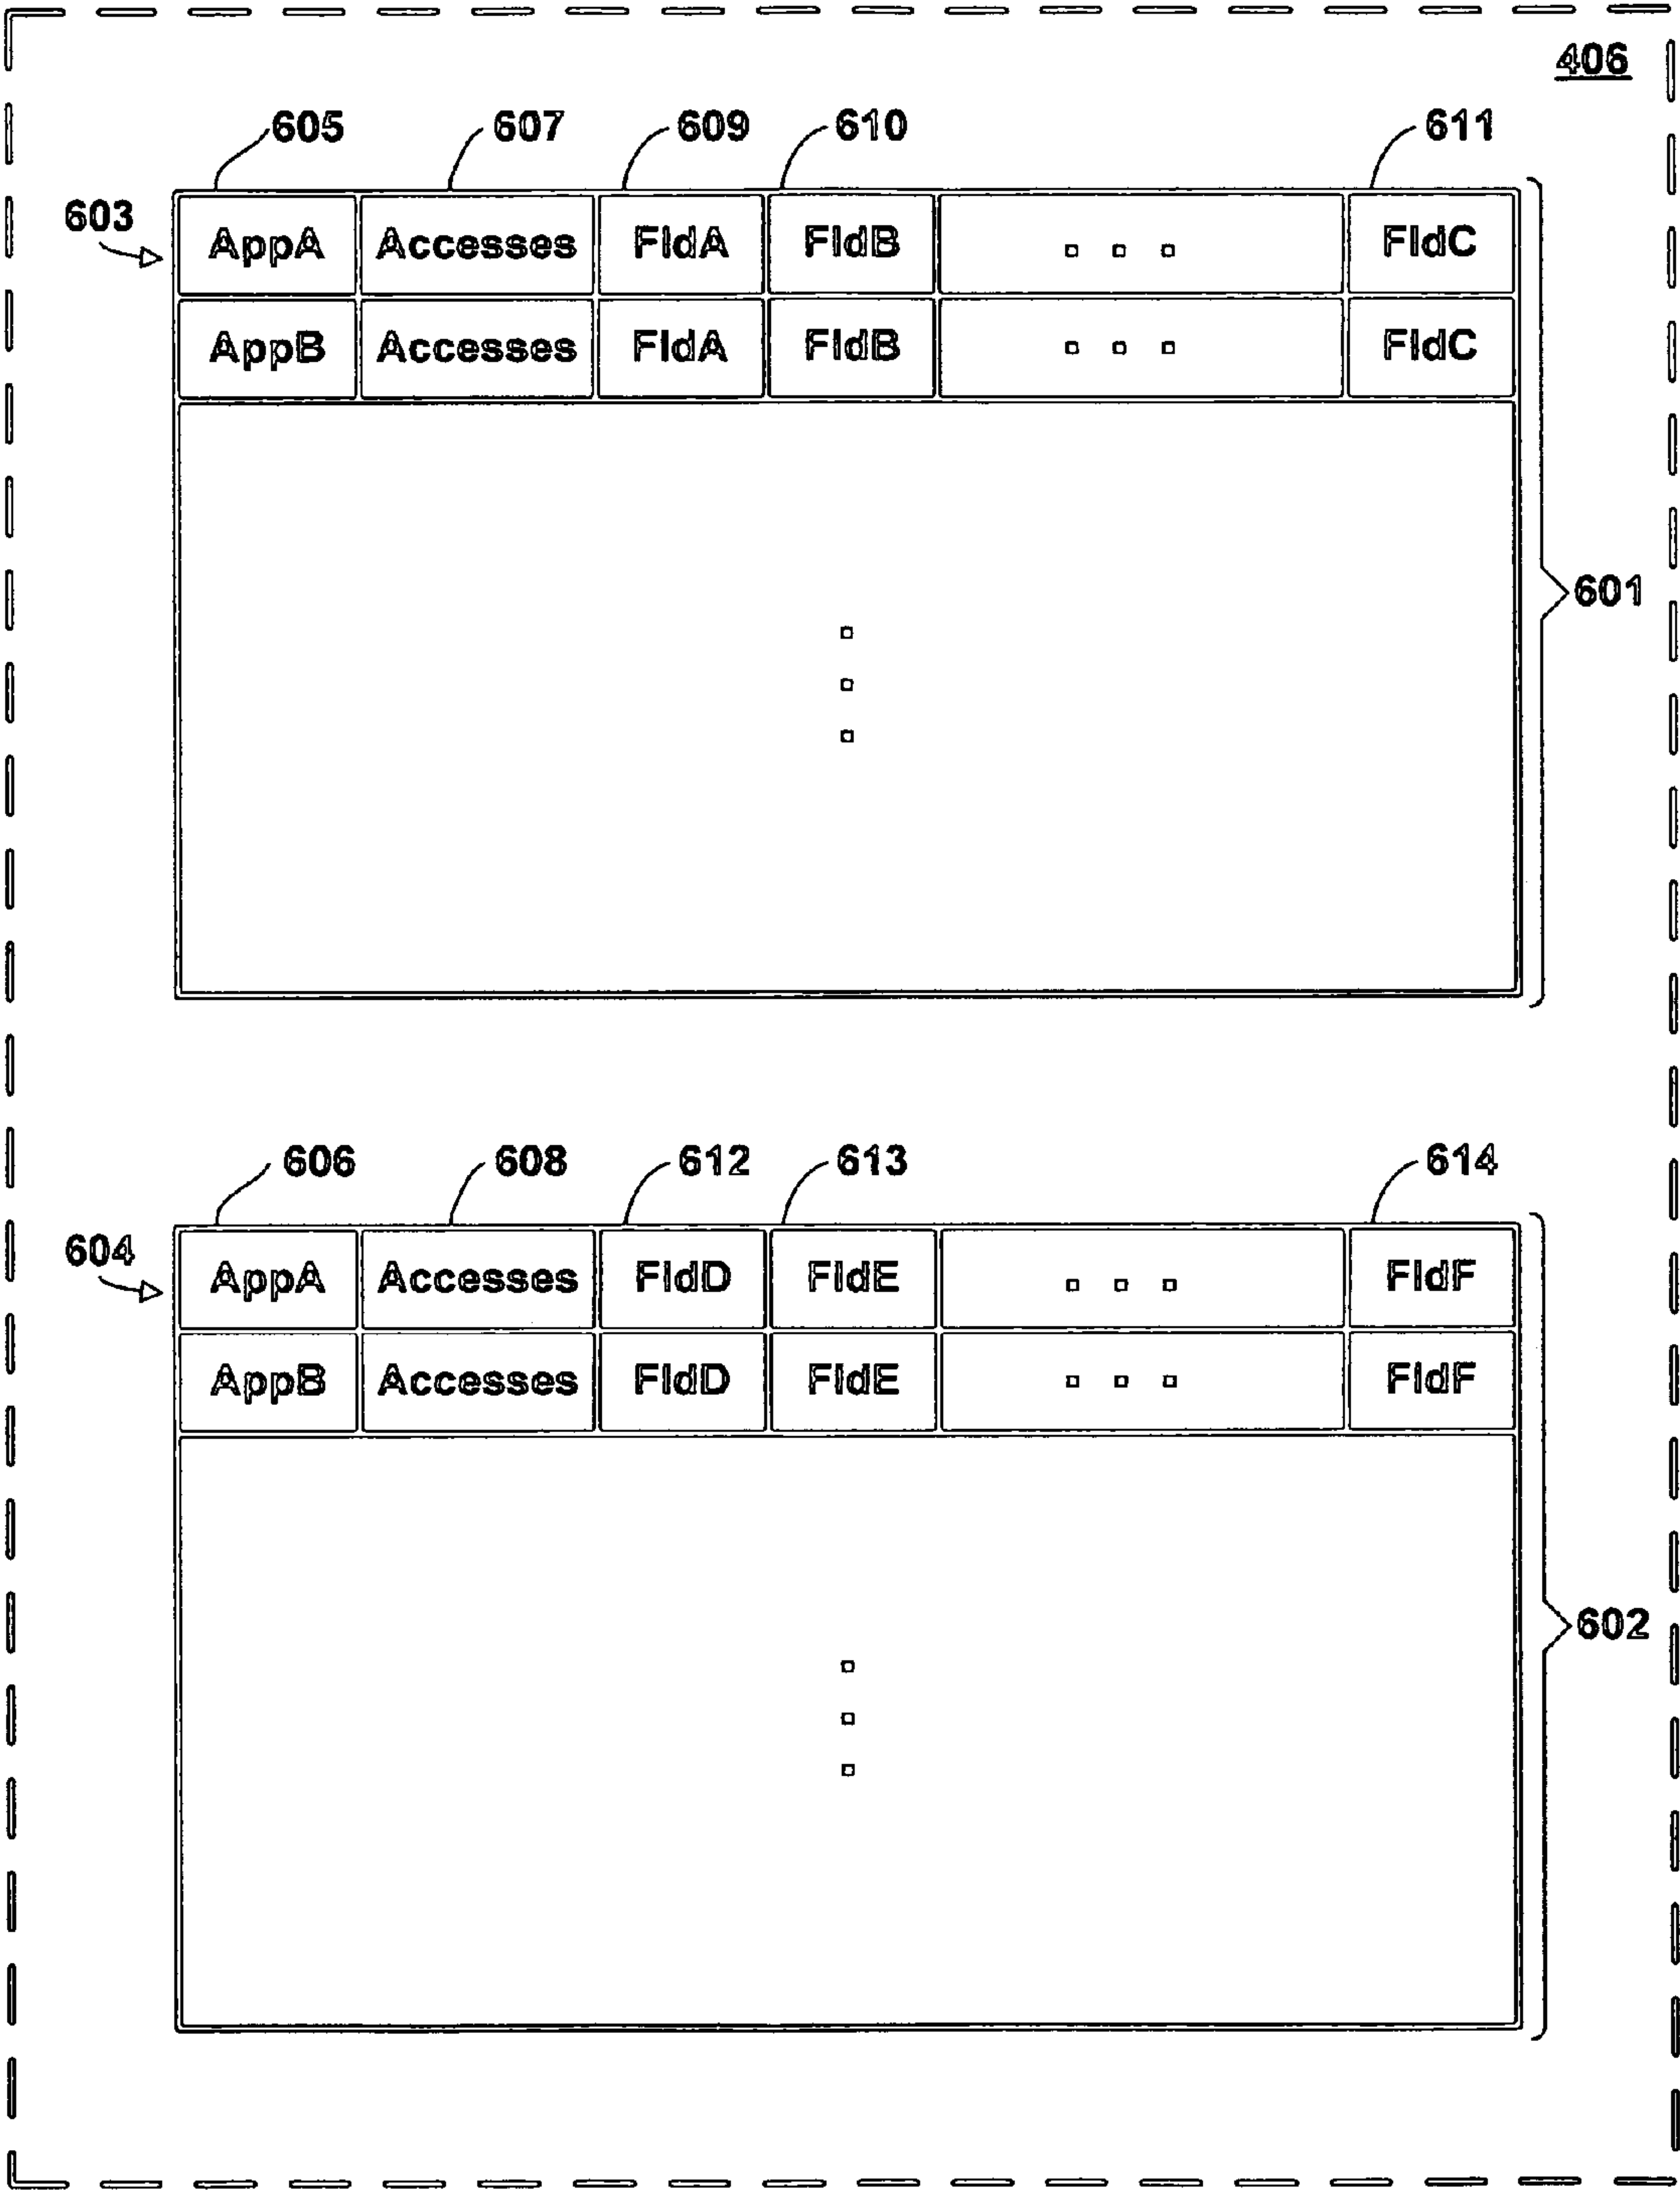 406
605 607 609 610 611
603
AppA Accesses FldA FldB . . . FldC
AppB Accesses FldA FldB . . . FldC
601
606 608 612 613 614
604
AppA Accesses FldD FldE . . . FldF
AppB Accesses FldD FldE . . . FldF
602